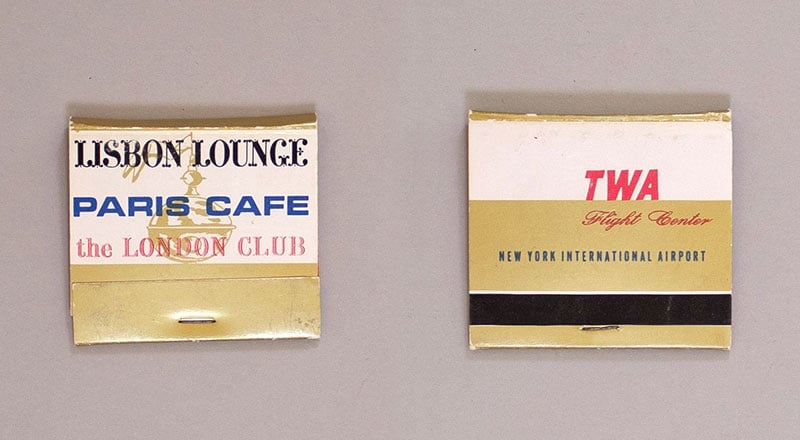 LISBON LOUNGE
PARIS CAFE
the LONDON CLUB
TWA
Flight Center
NEW YORK INTERNATIONAL AIRPORT